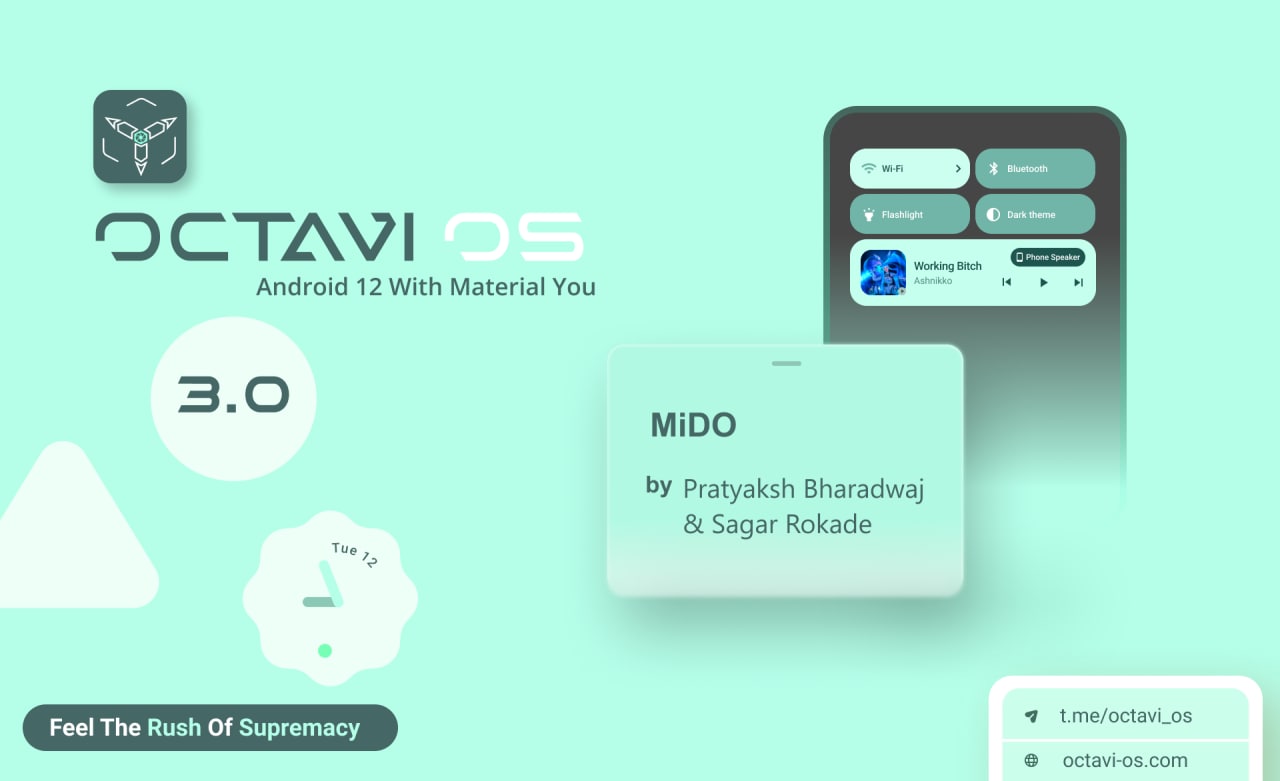 OCTAVI OS
Android 12 With Material You
3.0
Tue 12
Feel The Rush Of Supremacy
Wi-Fi
Bluetooth
Flashlight
Dark theme
Phone Speaker
Working Bitch
Ashnikko
MiDO
by Pratyaksh Bharadwaj
& Sagar Rokade
t.me/octavi_os
octavi-os.com